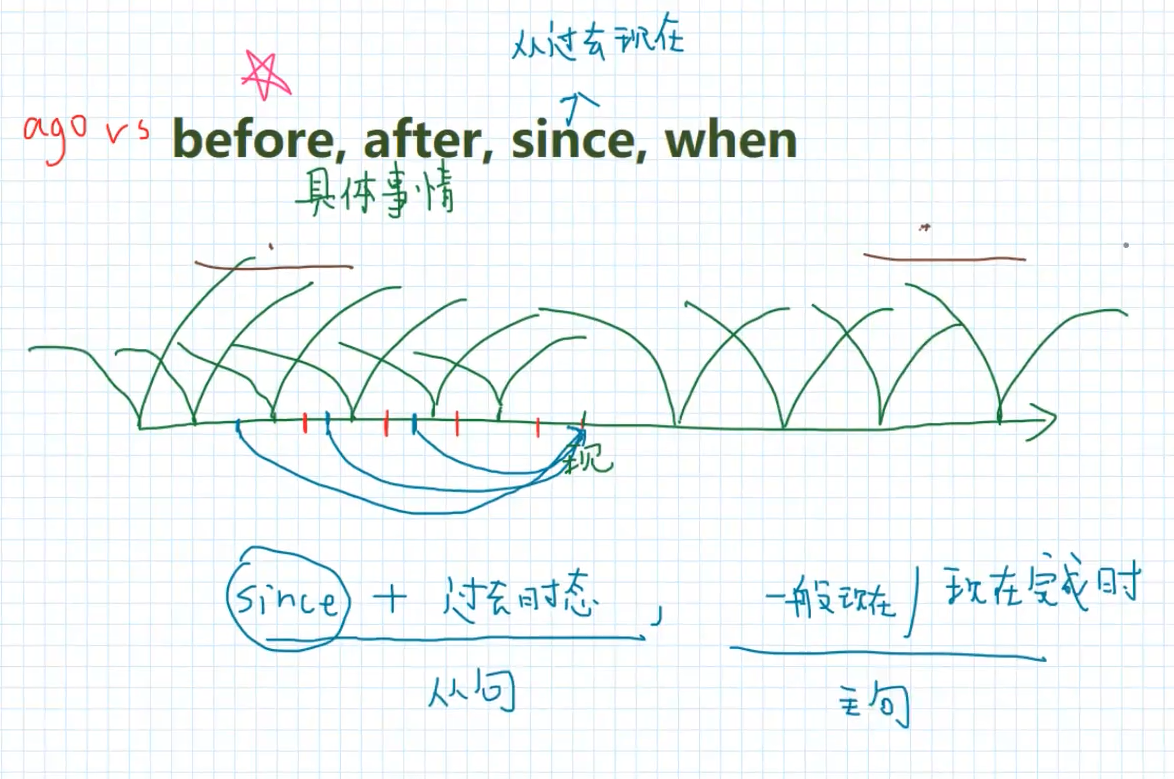 从过去现在
ago vs before, after, since, when
具体事情
现
since + 过去时态, 一般现在/现在完成时
从句 主句